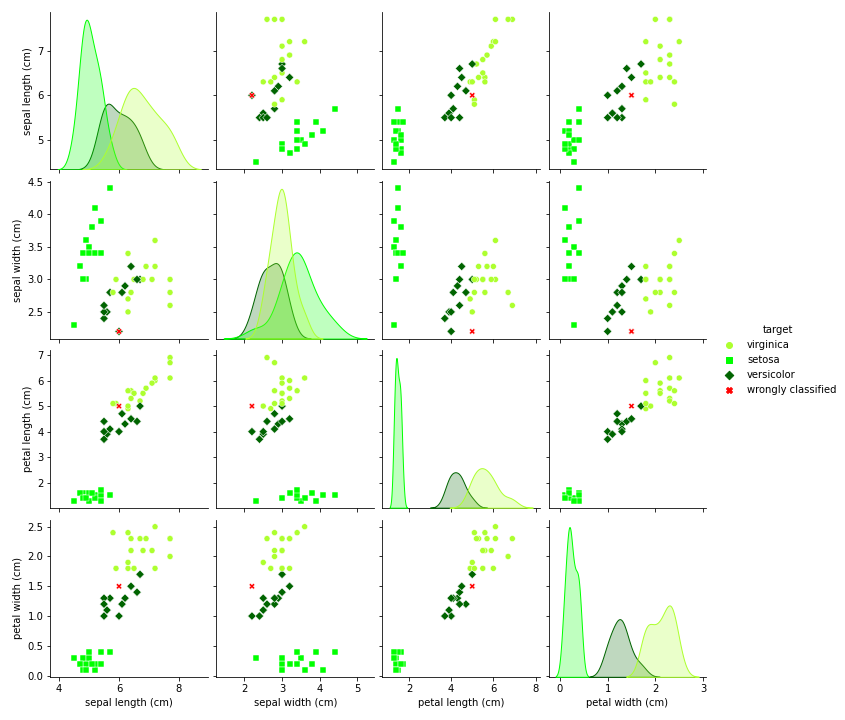 sepal length (cm)
7
6
5
sepal width (cm)
4.5
4.0
3.5
3.0
2.5
target
virginica
setosa
versicolor
wrongly classified
petal length (cm)
7
6
5
4
3
2
petal width (cm)
2.5
2.0
1.5
1.0
0.5
0.0
4 6 8 2 3 4 5 2 4 6 8 0 1 2 3
sepal length (cm) sepal width (cm) petal length (cm) petal width (cm)